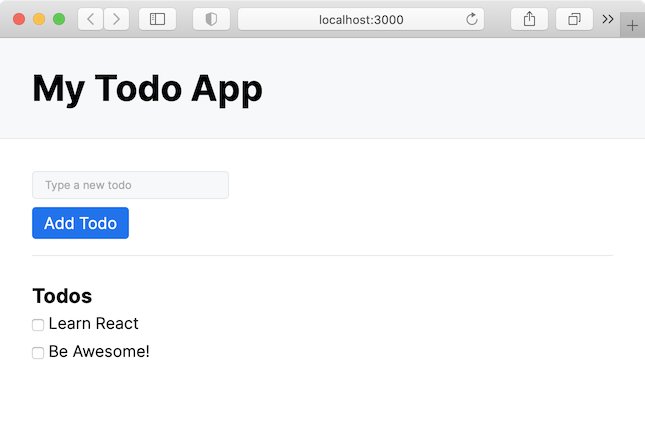 localhost:3000
My Todo App
Type a new todo
Add Todo
Todos
Learn React
Be Awesome!